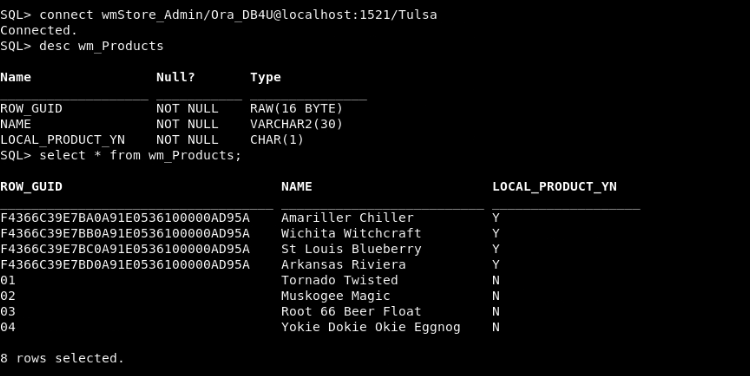 SQL> connect wmStore_Admin/Ora_DB4U@localhost:1521/Tulsa
Connected.
SQL> desc wm_Products
Name Null? Type
ROW_GUID NOT NULL RAW(16 BYTE)
NAME NOT NULL VARCHAR2(30)
LOCAL_PRODUCT_YN NOT NULL CHAR(1)
SQL> select * from wm_Products;
ROW_GUID NAME LOCAL_PRODUCT_YN
F4366C39E7BA0A91E0536100000AD95A Amariller Chiller Y
F4366C39E7BB0A91E0536100000AD95A Wichita Witchcraft Y
F4366C39E7BC0A91E0536100000AD95A St Louis Blueberry Y
F4366C39E7BD0A91E0536100000AD95A Arkansas Riviera Y
01 Tornado Twisted N
02 Muskogee Magic N
03 Root 66 Beer Float N
04 Yokie Dokie Okie Eggnog N
8 rows selected.